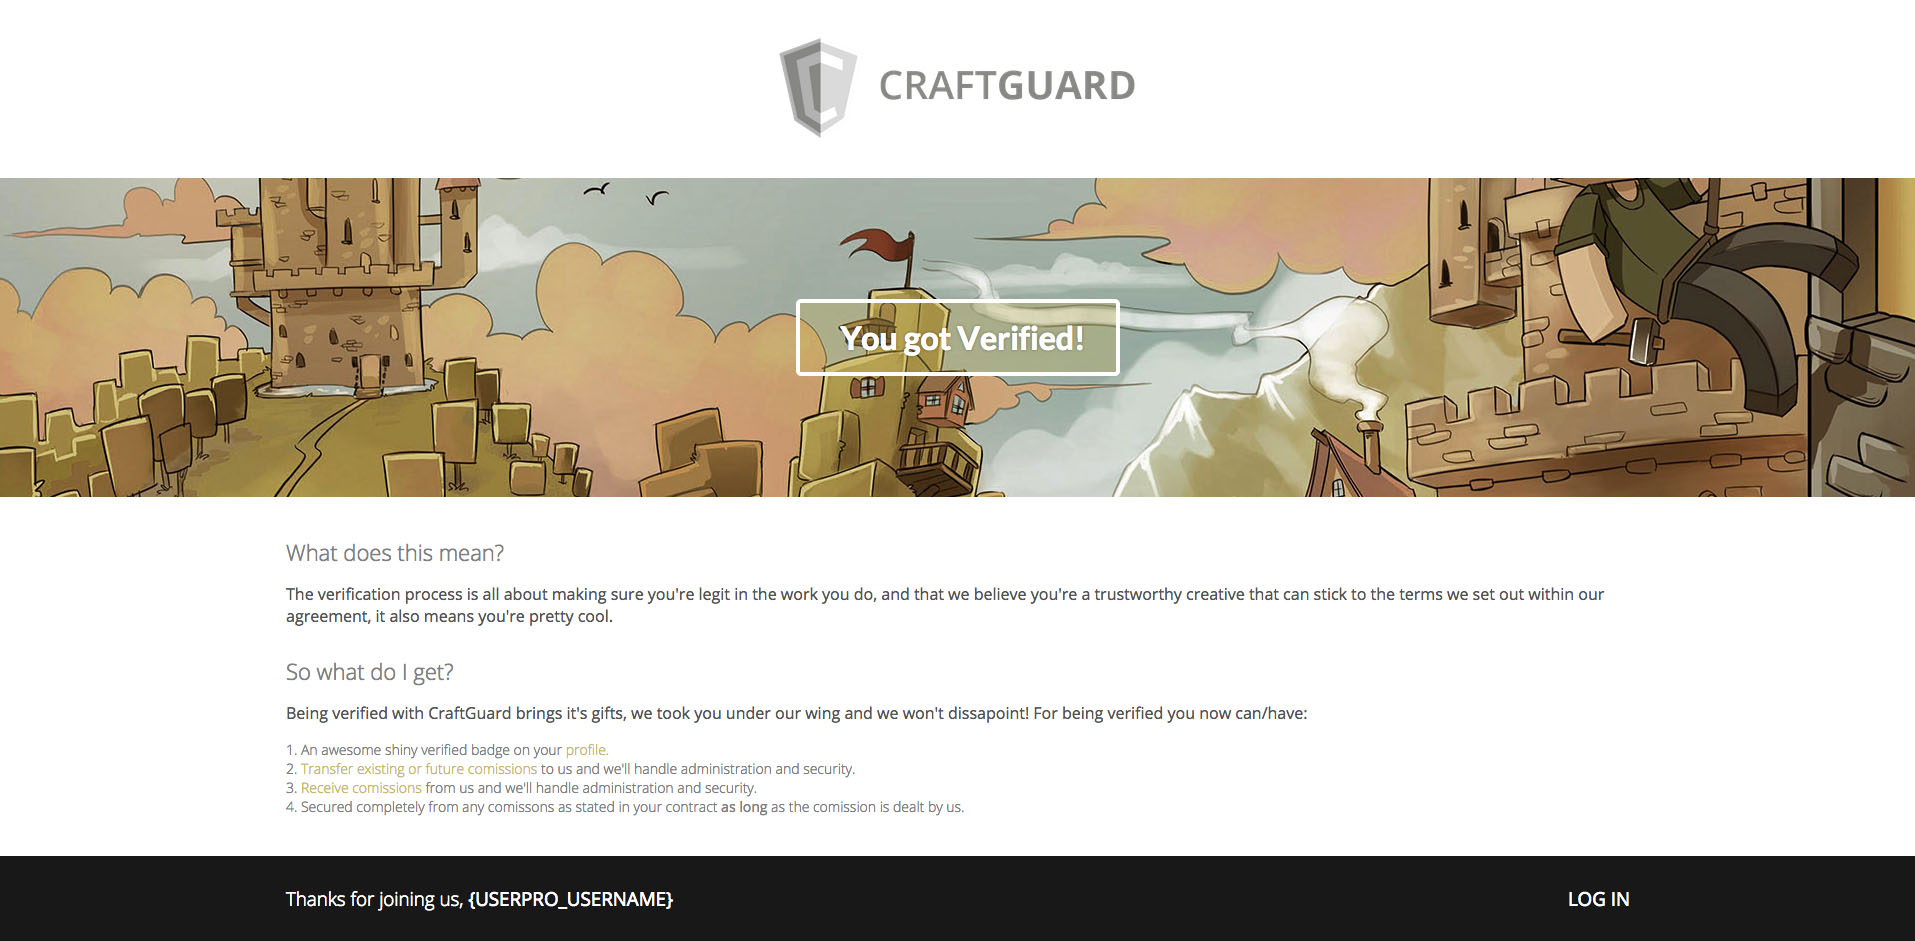 CRAFTGUARD
You got Verified!
What does this mean?
The verification process is all about making sure you're legit in the work you do, and that we believe you're a trustworthy creative that can stick to the terms we set out within our
agreement, it also means you're pretty cool.
So what do I get?
Being verified with CraftGuard brings it's gifts, we took you under our wing and we won't dissapoint! For being verified you now can/have:
1. An awesome shiny verified badge on your profile.
2. Transfer existing or future comissions to us and we'll handle administration and security.
3. Receive comissions from us and we'll handle administration and security.
4. Secured completely from any comissons as stated in your contract as long as the comission is dealt by us.
Thanks for joining us, {USERPRO_USERNAME}
LOG IN